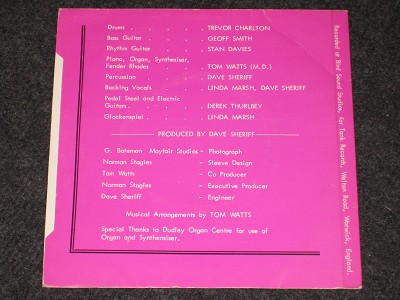 Drums . . . . . TREVOR CHARLTON
Bass Guitar . . . . GEOFF SMITH
Rhythm Guitar . . . . STAN DAVIES
Piano, Organ, Synthesiser,
Fender Rhodes . . . . TOM WATTS (M.D.)
Percussion . . . . . DAVE SHERIFF
Backing Vocals . . . . LINDA MARSH, DAVE SHERIFF
Pedal Steel and Electric
Guitars . . . . . DEREK THURLBEY
Glockenspiel . . . . LINDA MARSH
PRODUCED BY DAVE SHERIFF
G. Bateman Mayfair Studios - Photograph
Norman Stagles - Sleeve Design
Tom Watts - Co Producer
Norman Stagles - Executive Producer
Dave Sheriff - Engineer
Musical Arrangements by TOM WATTS
Special Thanks to Dudley Organ Centre for use of
Organ and Synthensiser.
Recorded at Bird Sound Studios, For Tank Records, Welton Road, Warwick, England.